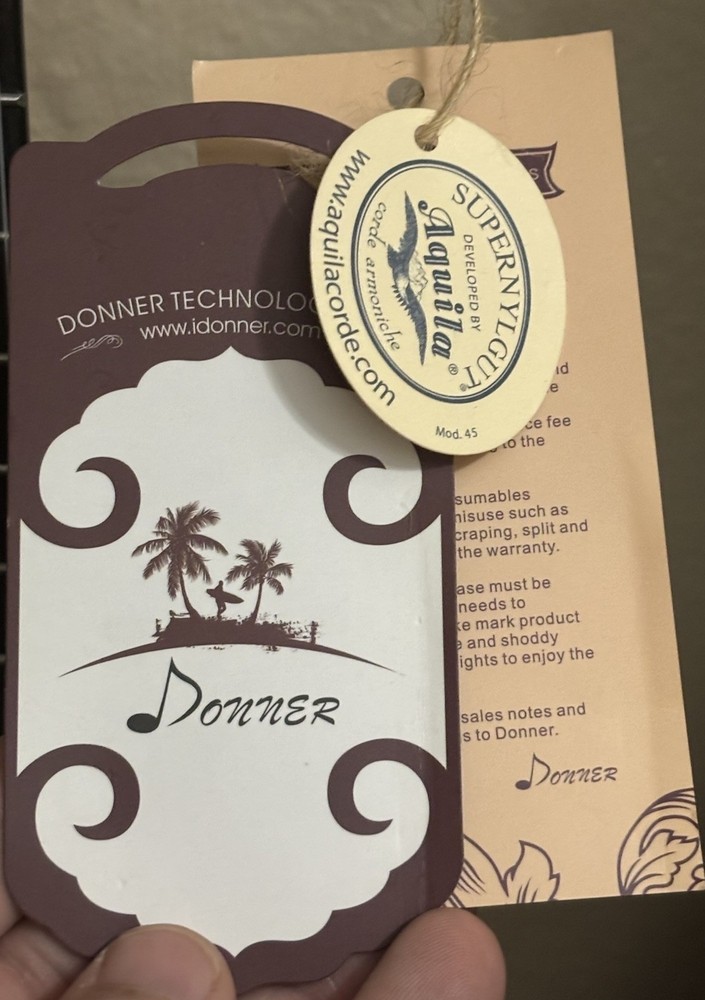 DONNER TECHNOLO
www.idonner.com
DONNER
www.aquilacorde.com
SUPERNYLGUT®
DEVELOPED BY
Aquila®
corde armoniche
Mod. 45
S
ce fee
to the
sumables
misuse such as
craping, split and
the warranty.
ase must be
needs to
ke mark product
e and shoddy
ights to enjoy the
sales notes and
s to Donner.
DONNER